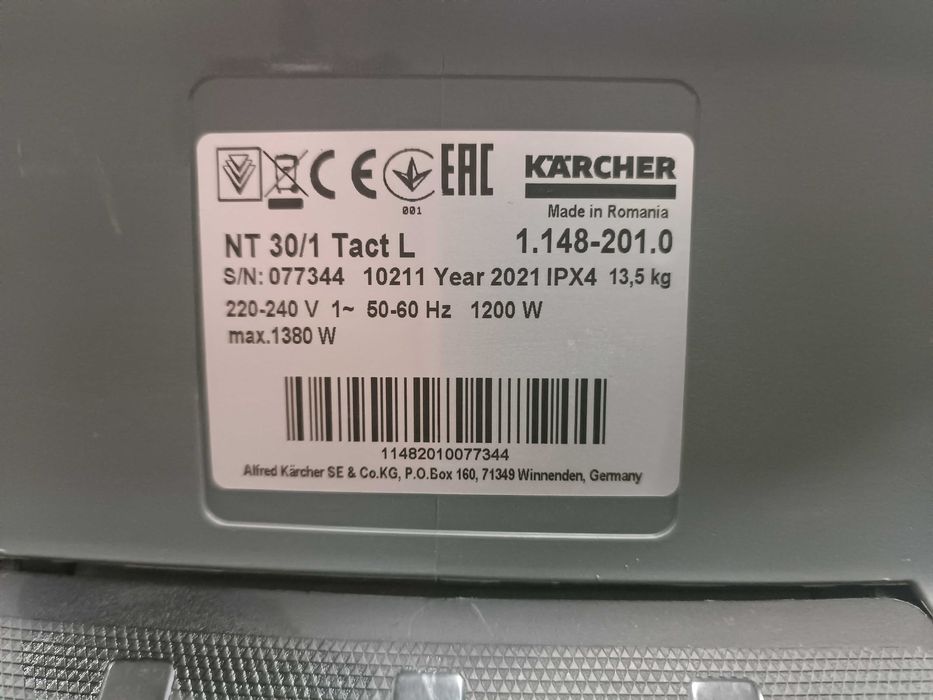 CE EAC KÄRCHER
001
Made in Romania
NT 30/1 Tact L 1.148-201.0
S/N: 077344 10211 Year 2021 IPX4 13,5 kg
220-240 V 1~ 50-60 Hz 1200 W
max.1380 W
11482010077344
Alfred Kärcher SE & Co.KG, P.O.Box 160, 71349 Winnenden, Germany